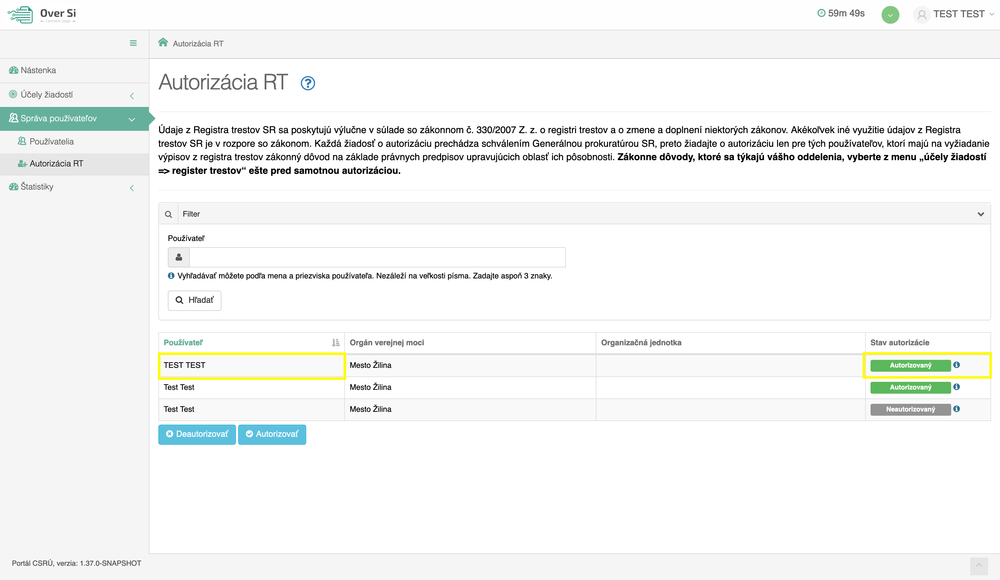 Over Si
Centrálne údaje
59m 49s
TEST TEST
Autorizácia RT
Nástenka
Účely žiadostí
Správa používateľov
Používatelia
Autorizácia RT
Štatistiky
Autorizácia RT
Údaje z Registra trestov SR sa poskytujú výlučne v súlade so zákonnom č. 330/2007 Z. z. o registri trestov a o zmene a doplnení niektorých zákonov. Akékoľvek iné využitie údajov z Registra
trestov SR je v rozpore so zákonom. Každá žiadosť o autorizáciu prechádza schválením Generálnou prokuratúrou SR, preto žiadajte o autorizáciu len pre tých používateľov, ktorí majú na vyžiadanie
výpisov z registra trestov zákonný dôvod na základe právnych predpisov upravujúcich oblasť ich pôsobnosti. Zákonne dôvody, ktoré sa týkajú vášho oddelenia, vyberte z menu „účely žiadostí
=> register trestov“ ešte pred samotnou autorizáciou.
Filter
Používateľ
Vyhľadávať môžete podľa mena a priezviska používateľa. Nezáleží na veľkosti písma. Zadajte aspoň 3 znaky.
Hľadať
Používateľ Orgán verejnej moci Organizačná jednotka Stav autorizácie
TEST TEST Mesto Žilina Autorizovaný
Test Test Mesto Žilina Autorizovaný
Test Test Mesto Žilina Neautorizovaný
Deautorizovať Autorizovať
Portál CSRÚ, verzia: 1.37.0-SNAPSHOT